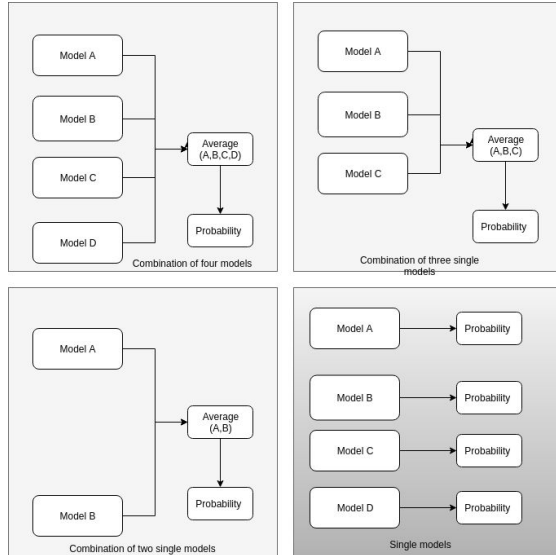 Model A
Model B
Model C
Model D
Average
(A,B,C,D)
Probability
Combination of four models
Model A
Model B
Model C
Average
(A,B,C)
Probability
Combination of three single
models
Model A
Model B
Average
(A,B)
Probability
Combination of two single models
Model A
Probability
Model B
Probability
Model C
Probability
Model D
Probability
Single models